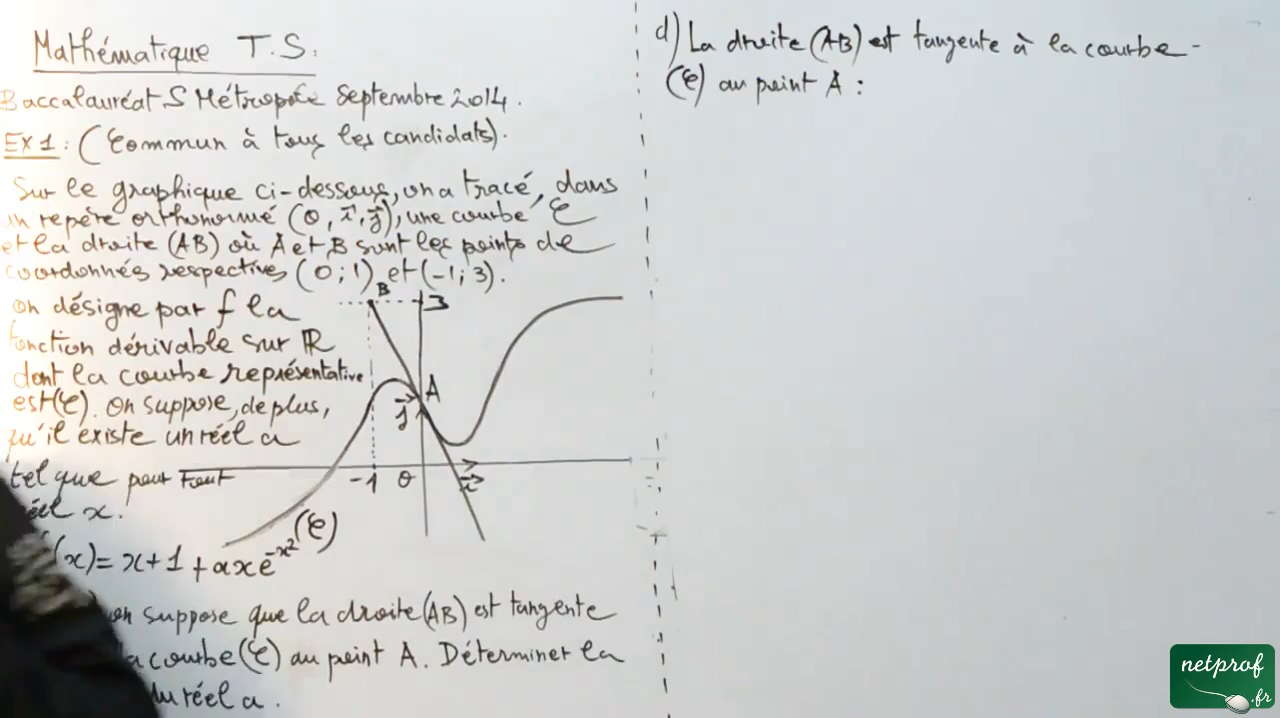 Mathématique T.S.
Baccalauréat S Métropole Septembre 2014.
EX1: (Commun à tous les candidats).
Sur le graphique ci-dessous, on a tracé, dans
un repère orthonormé (O, i, j), une courbe C
et la droite (AB) où A et B sont les points de
coordonnés respectives (0;1) et (-1;3).
on désigne par f la
fonction dérivable sur ℝ
dont la courbe représentative
est (C). On suppose, de plus,
qu'il existe un réel a
tel que pour tout
réel x.
(x) = x+1+axe^-x²
on suppose que la droite (AB) est tangente
la courbe (C) au point A. Déterminer la
du réel a.
B 3
A
j
-1 0 i
(C)
d) La droite (AB) est tangente à la courbe -
(C) au point A :
netprof
.fr